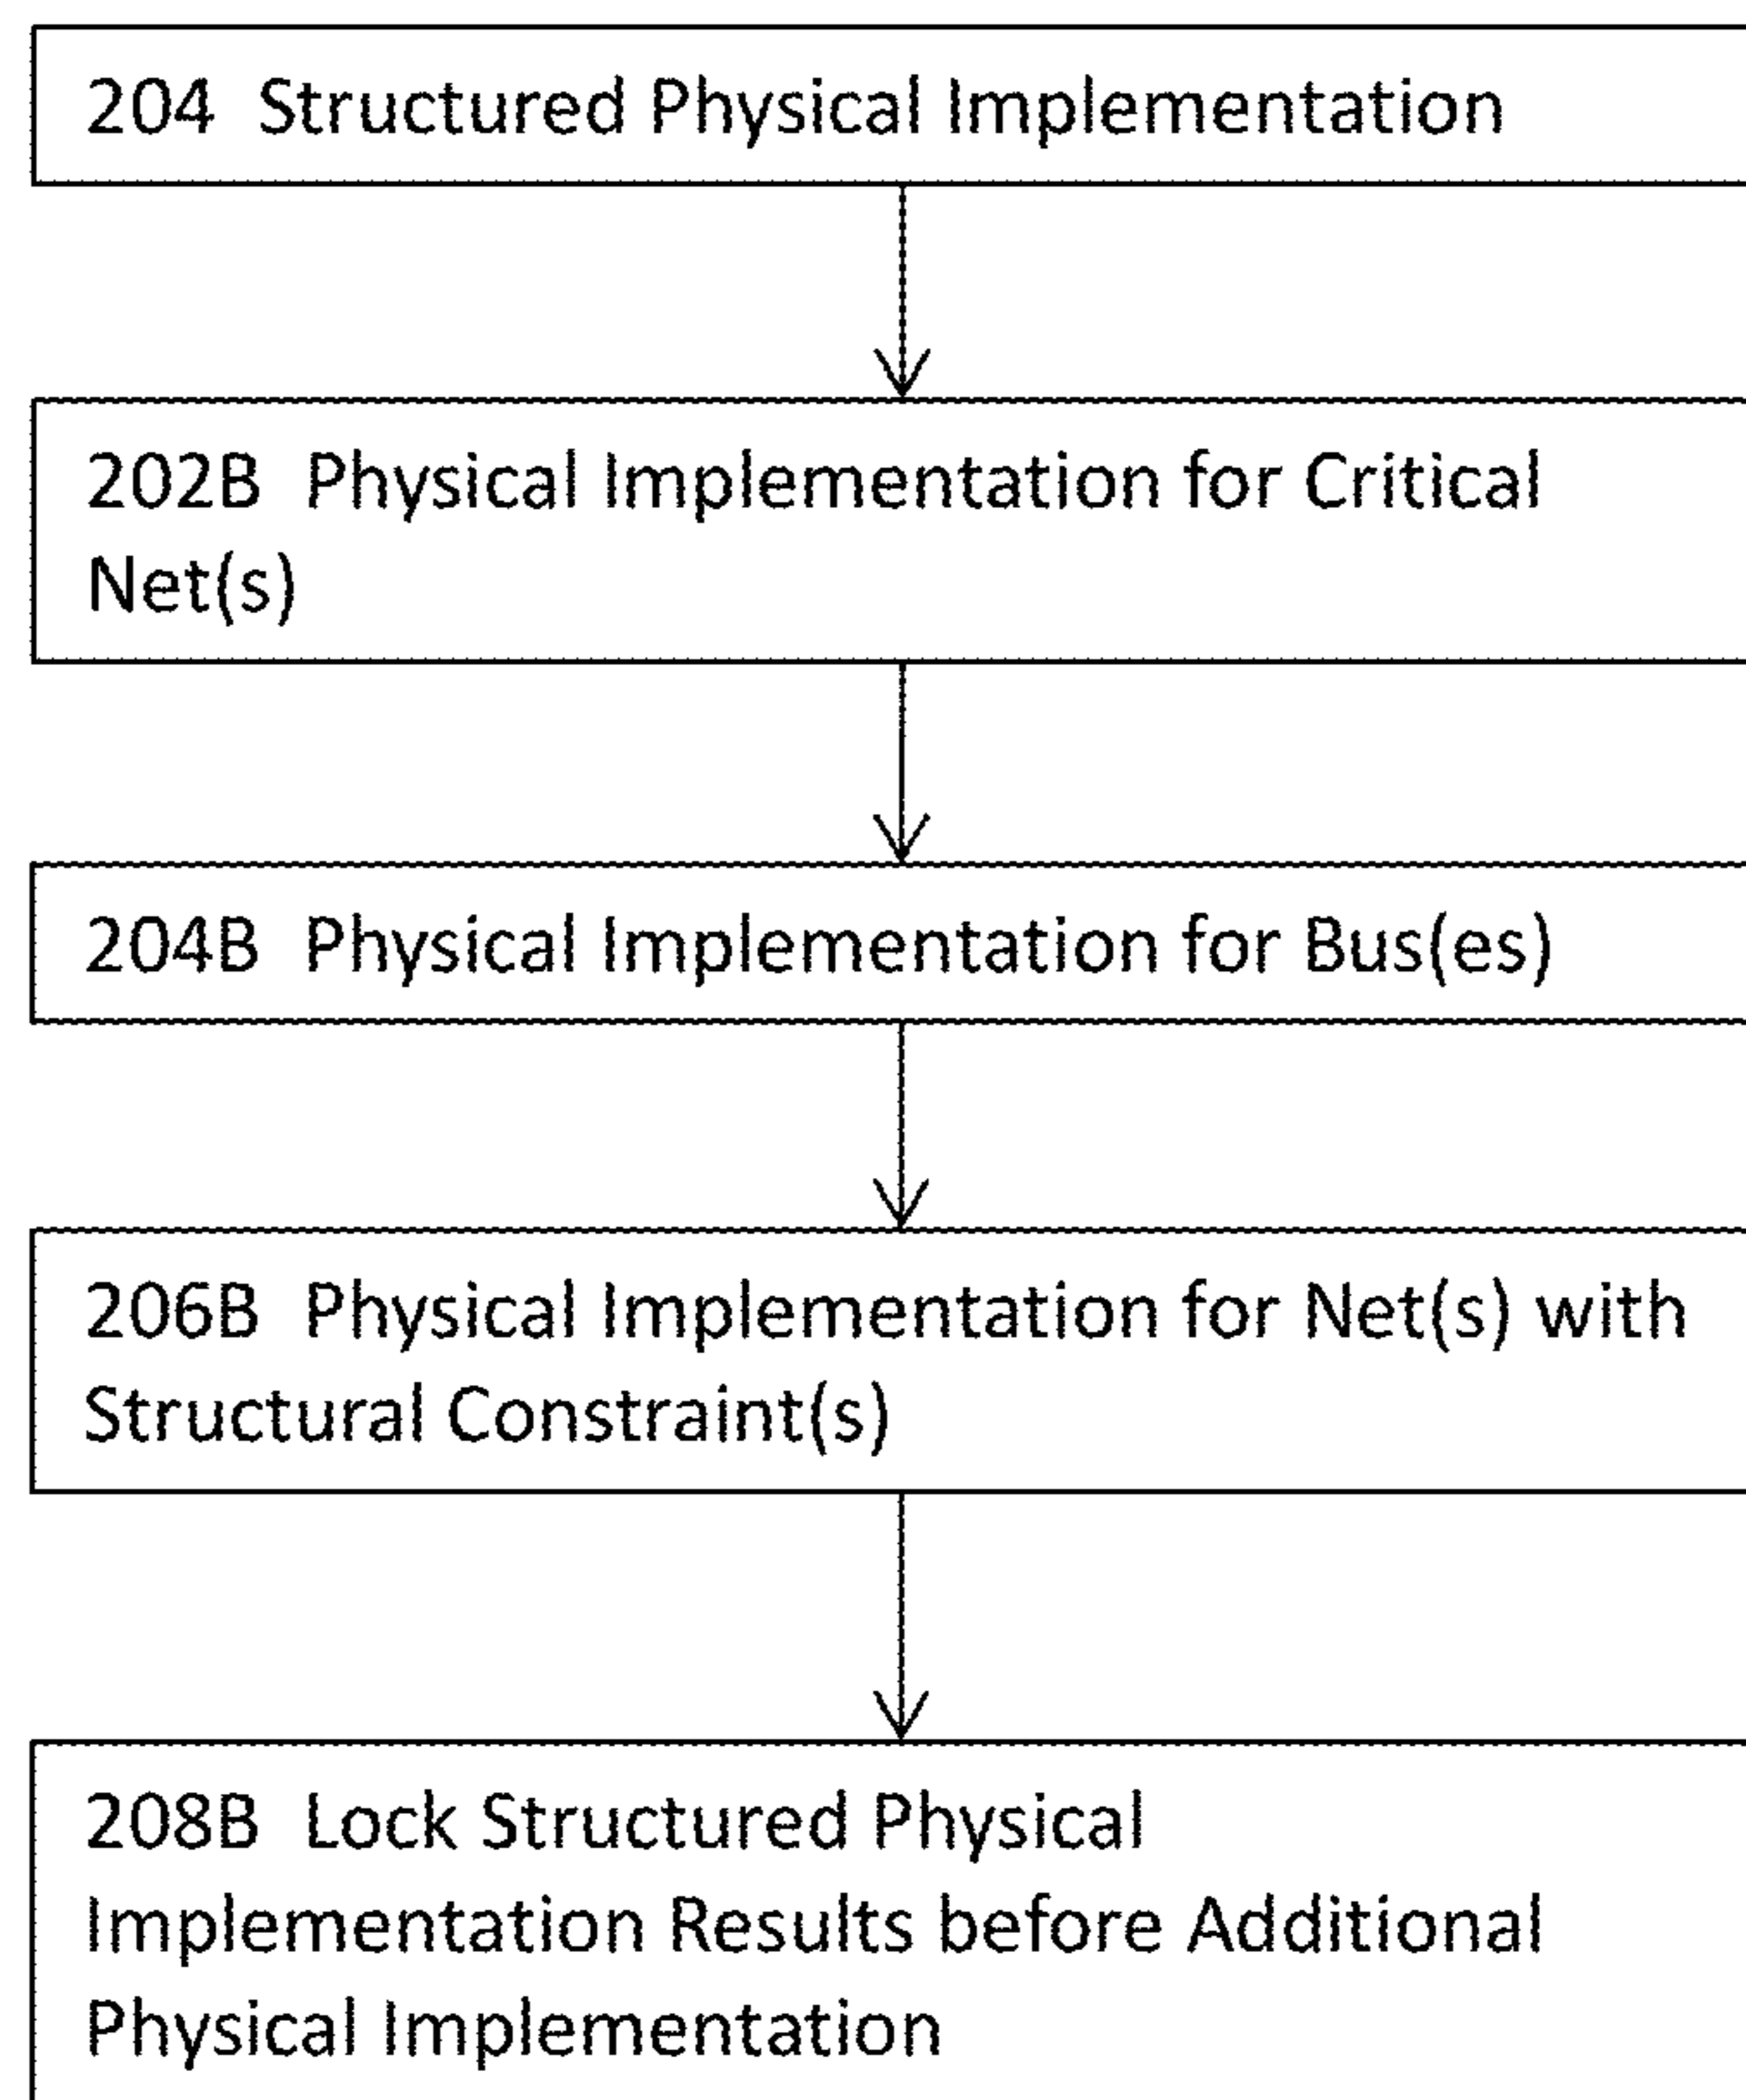 204 Structured Physical Implementation
202B Physical Implementation for Critical
Net(s)
204B Physical Implementation for Bus(es)
206B Physical Implementation for Net(s) with
Structural Constraint(s)
208B Lock Structured Physical
Implementation Results before Additional
Physical Implementation